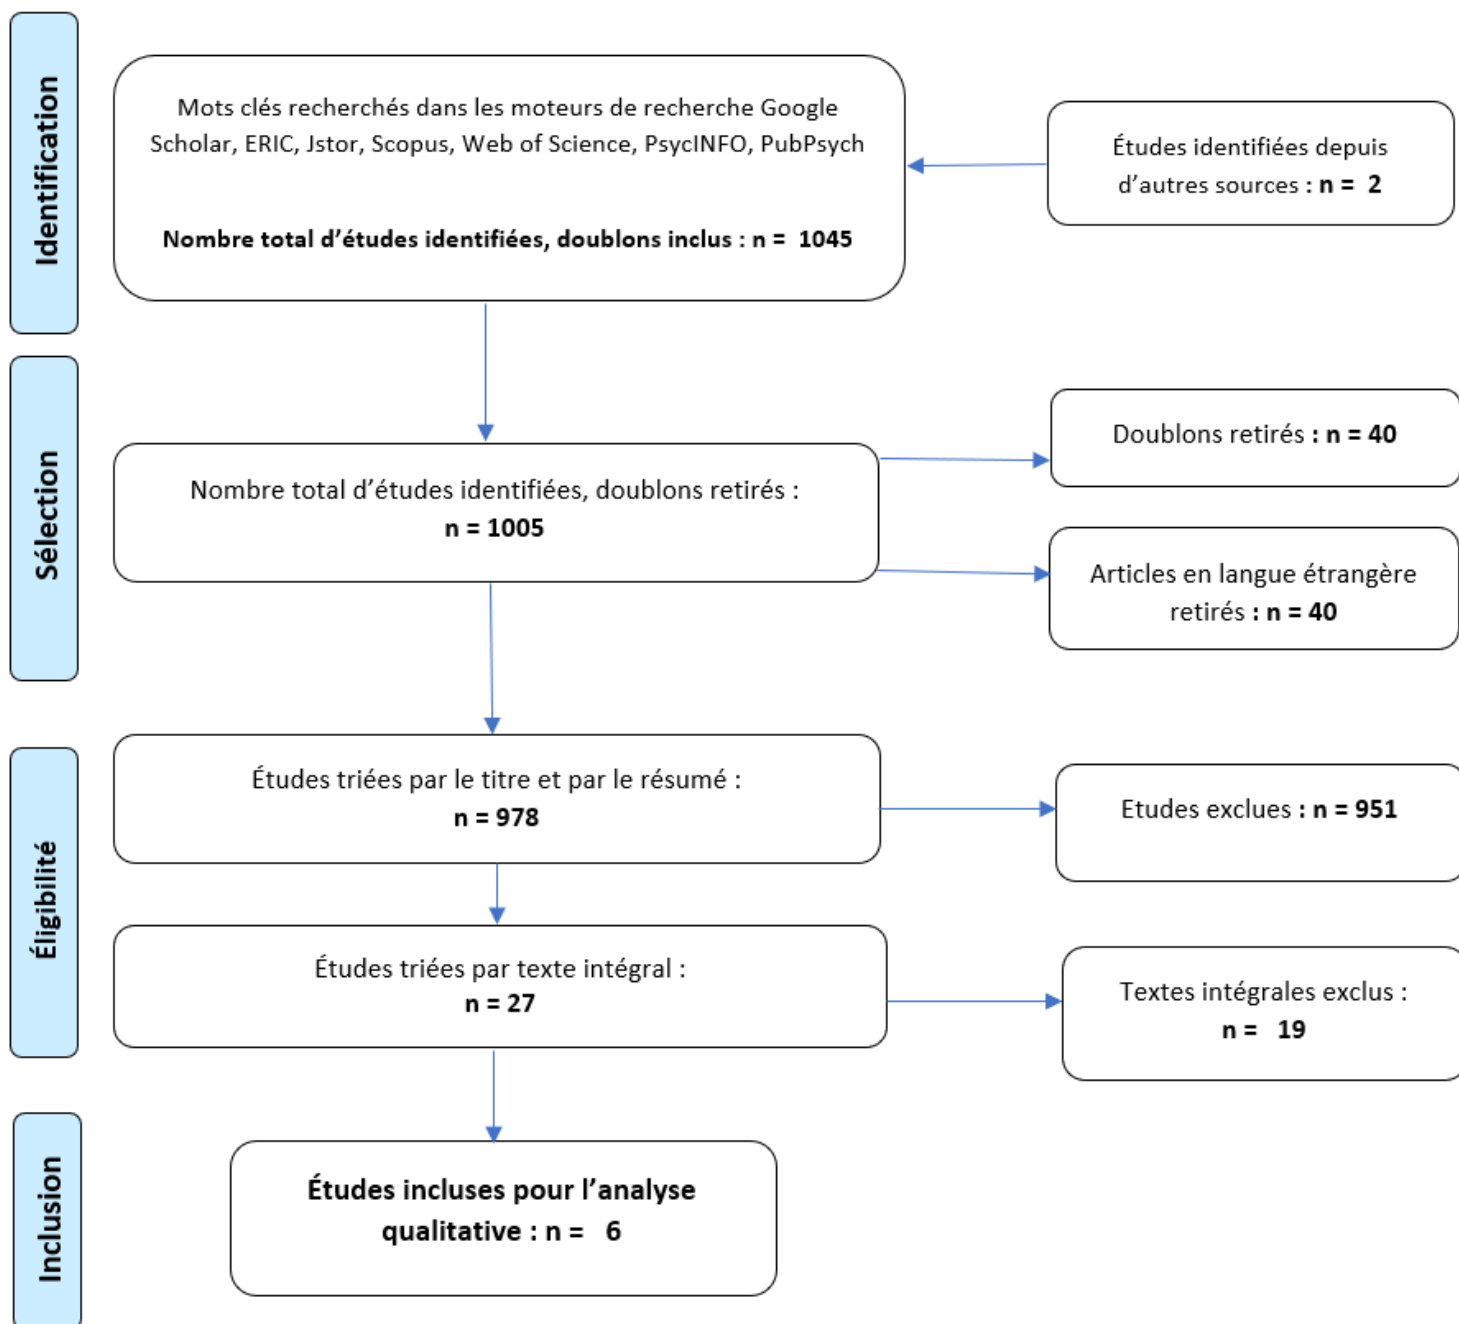 Identification
Mots clés recherchés dans les moteurs de recherche Google
Scholar, ERIC, Jstor, Scopus, Web of Science, PsycINFO, PubPsych
Nombre total d’études identifiées, doublons inclus : n = 1045
Études identifiées depuis
d’autres sources : n = 2
Sélection
Nombre total d’études identifiées, doublons retirés :
n = 1005
Doublons retirés : n = 40
Articles en langue étrangère
retirés : n = 40
Éligibilité
Études triées par le titre et par le résumé :
n = 978
Etudes exclues : n = 951
Études triées par texte intégral :
n = 27
Textes intégrales exclus :
n = 19
Inclusion
Études incluses pour l’analyse
qualitative : n = 6